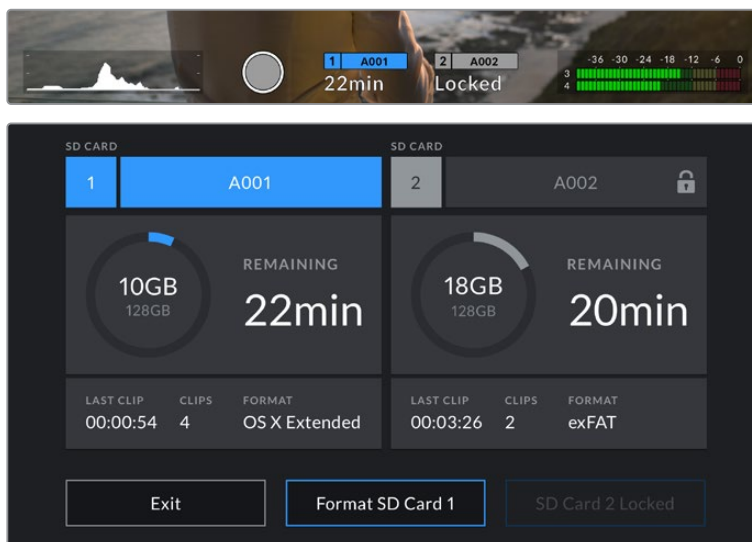 1 A001 2 A002
22min Locked
-36 -30 -24 -18 -12 -6 0
3
4
SD CARD SD CARD
1 A001 2 A002
10GB
128GB
REMAINING
22min
18GB
128GB
REMAINING
20min
LAST CLIP CLIPS FORMAT
00:00:54 4 OS X Extended
LAST CLIP CLIPS FORMAT
00:03:26 2 exFAT
Exit Format SD Card 1 SD Card 2 Locked